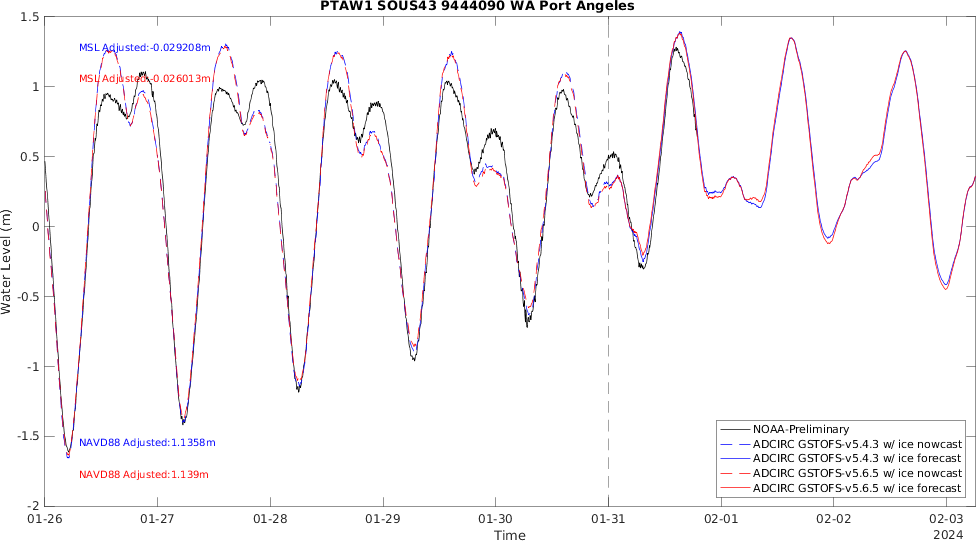 PTAW1 SOUS43 9444090 WA Port Angeles
1.5
1
0.5
0
-0.5
-1
-1.5
-2
Water Level (m)
MSL Adjusted:-0.029208m
MSL Adjusted:-0.026013m
NAVD88 Adjusted:1.1358m
NAVD88 Adjusted:1.139m
NOAA-Preliminary
ADCIRC GSTOFS-v5.4.3 w/ ice nowcast
ADCIRC GSTOFS-v5.4.3 w/ ice forecast
ADCIRC GSTOFS-v5.6.5 w/ ice nowcast
ADCIRC GSTOFS-v5.6.5 w/ ice forecast
01-26 01-27 01-28 01-29 01-30 01-31 02-01 02-02 02-03
Time
2024